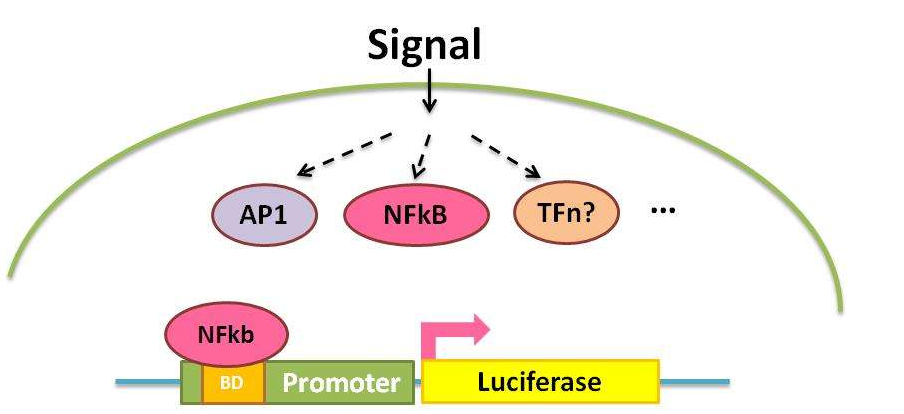 Signal
AP1
NFkB
TFn?
...
NFkb
BD
Promoter
Luciferase